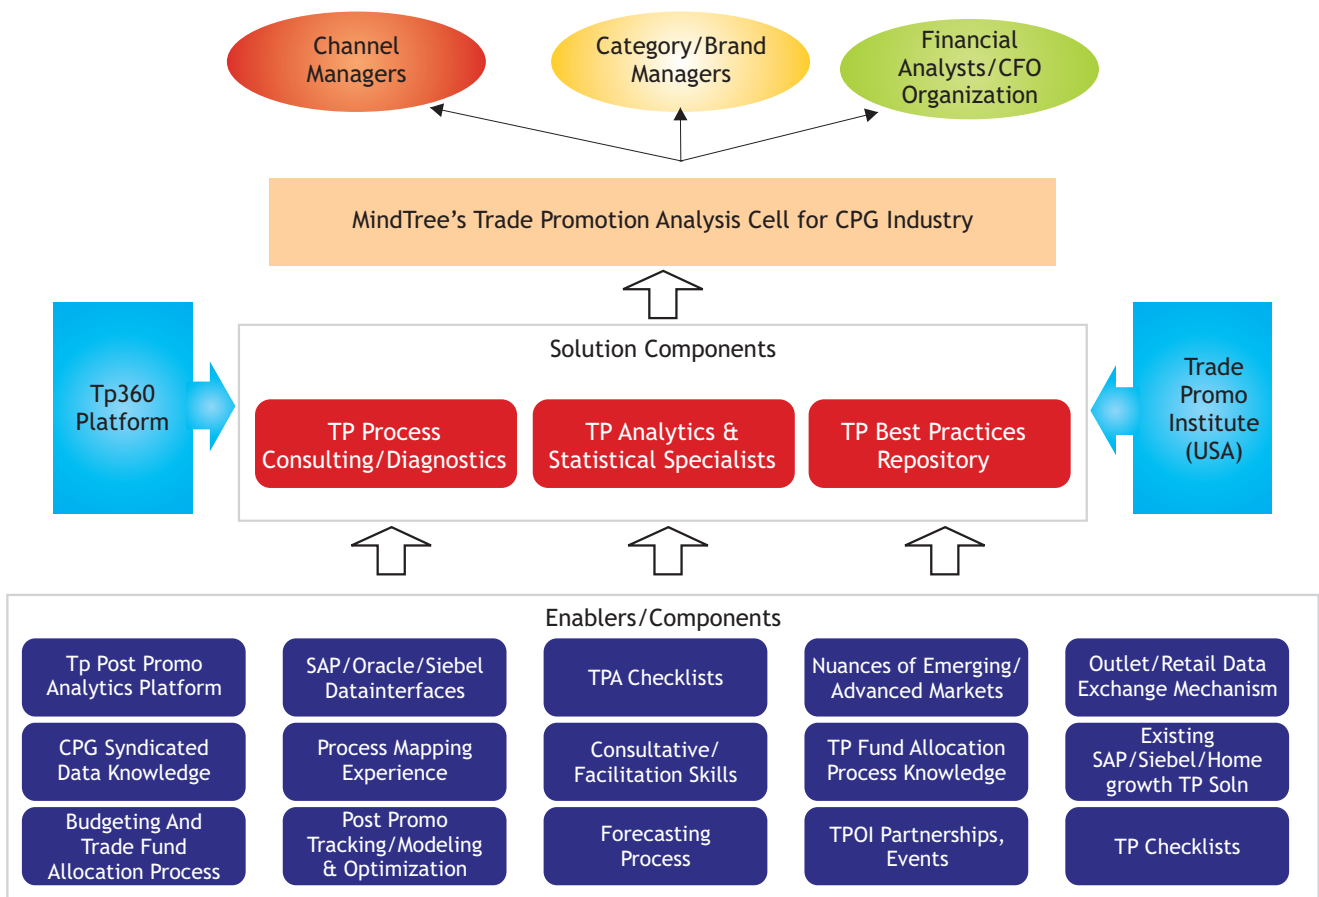 Channel
Managers
Category/Brand
Managers
Financial
Analysts/CFO
Organization
MindTree’s Trade Promotion Analysis Cell for CPG Industry
Tp360
Platform
Solution Components
TP Process
Consulting/Diagnostics
TP Analytics &
Statistical Specialists
TP Best Practices
Repository
Trade
Promo
Institute
(USA)
Enablers/Components
Tp Post Promo
Analytics Platform
SAP/Oracle/Siebel
Datainterfaces
TPA Checklists
Nuances of Emerging/
Advanced Markets
Outlet/Retail Data
Exchange Mechanism
CPG Syndicated
Data Knowledge
Process Mapping
Experience
Consultative/
Facilitation Skills
TP Fund Allocation
Process Knowledge
Existing
SAP/Siebel/Home
growth TP Soln
Budgeting And
Trade Fund
Allocation Process
Post Promo
Tracking/Modeling
& Optimization
Forecasting
Process
TPOI Partnerships,
Events
TP Checklists